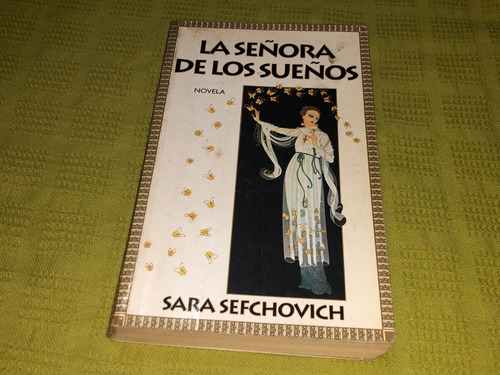 LA SEÑORA
DE LOS SUEÑOS
NOVELA
SARA SEFCHOVICH